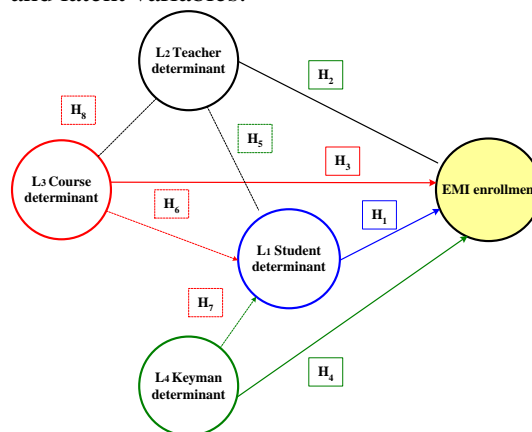 and latent variables.
L2 Teacher
determinant
H2
H8
H5
H3
L3 Course
determinant
EMI enrollment
H6
H1
L1 Student
determinant
H7
L4 Keyman
determinant
H4